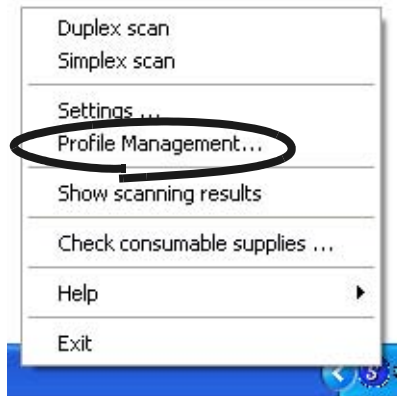 Duplex scan
Simplex scan
Settings ...
Profile Management...
Show scanning results
Check consumable supplies ...
Help
Exit
S